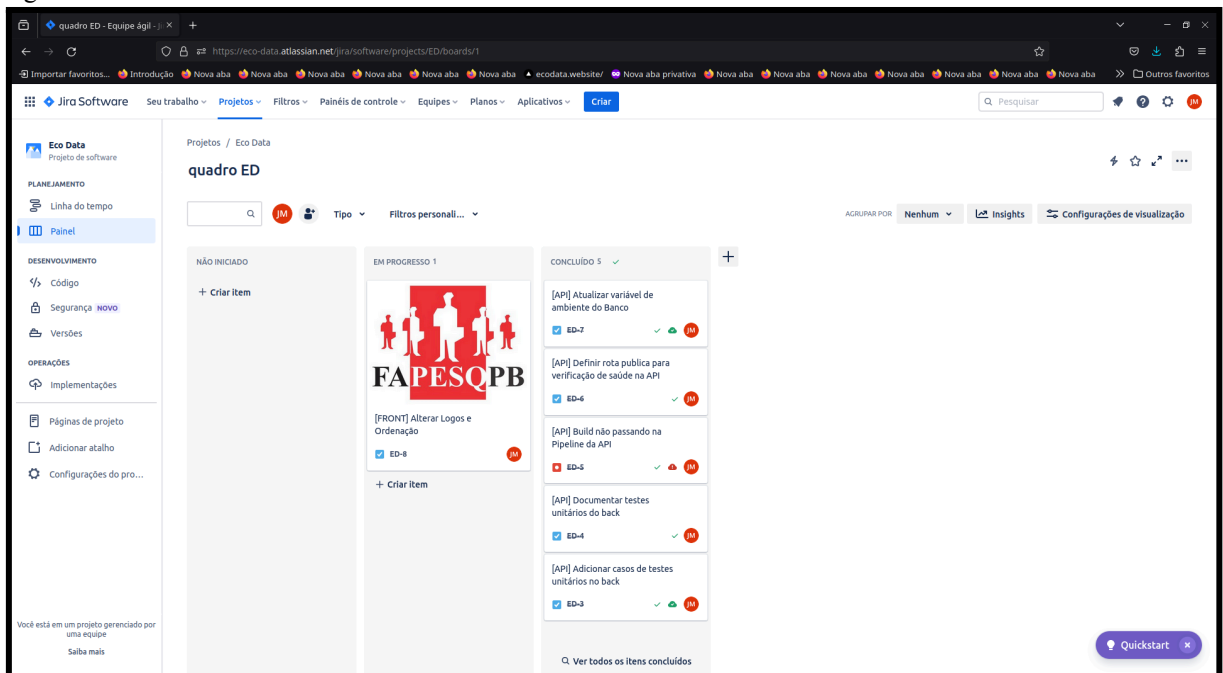 quadro ED - Equipe ágil - Ji
https://eco-data.atlassian.net/jira/software/projects/ED/boards/1
Importar favoritos... Introdução Nova aba Nova aba Nova aba Nova aba Nova aba Nova aba ecodata.website/ Nova aba privativa Nova aba Nova aba Nova aba Nova aba Nova aba Nova aba Nova aba Outros favoritos
Jira Software Seu trabalho Projetos Filtros Painéis de controle Equipes Planos Aplicativos Criar Pesquisar JM
Eco Data
Projeto de software
PLANEJAMENTO
Linha do tempo
Painel
DESENVOLVIMENTO
Código
Segurança NOVO
Versões
OPERAÇÕES
Implementações
Páginas de projeto
Adicionar atalho
Configurações do pro...
Você está em um projeto gerenciado por
uma equipe
Saiba mais
Projetos / Eco Data
quadro ED
JM Tipo Filtros personali... AGRUPAR POR Nenhum Insights Configurações de visualização
NÃO INICIADO
+ Criar item
EM PROGRESSO 1
FAPESQPB
[FRONT] Alterar Logos e
Ordenação
ED-8 JM
+ Criar item
CONCLUÍDO 5
[API] Atualizar variável de
ambiente do Banco
ED-7 JM
[API] Definir rota publica para
verificação de saúde na API
ED-6 JM
[API] Build não passando na
Pipeline da API
ED-5 JM
[API] Documentar testes
unitários do back
ED-4 JM
[API] Adicionar casos de testes
unitários no back
ED-3 JM
Ver todos os itens concluídos
Quickstart